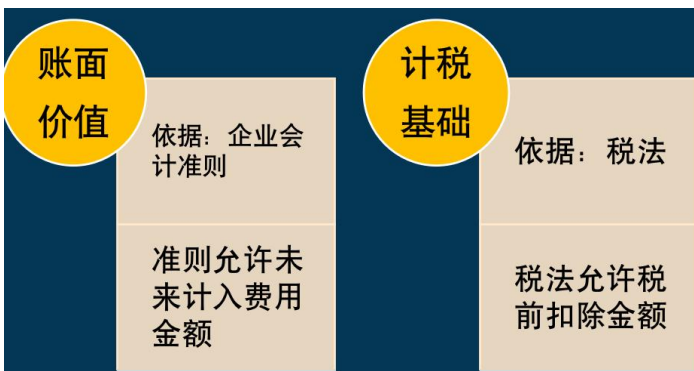 账面
价值
依据：企业会
计准则
准则允许未
来计入费用
金额
计税
基础
依据：税法
税法允许税
前扣除金额